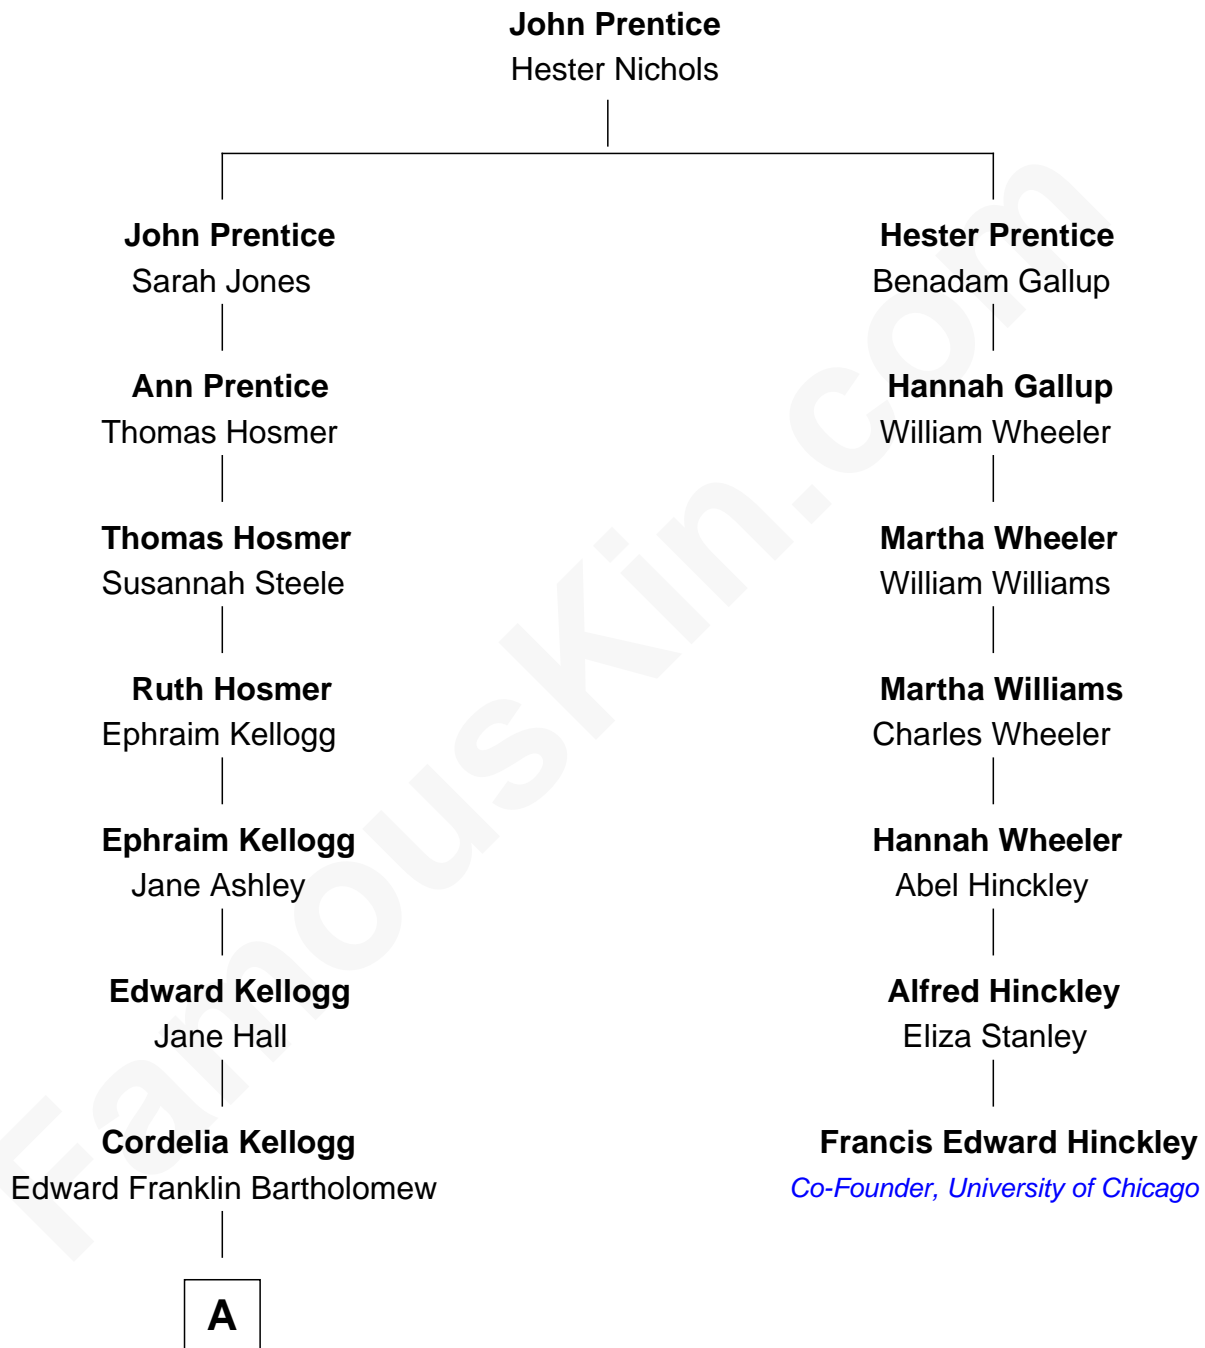 John Prentice
Hester Nichols
John Prentice
Sarah Jones
Hester Prentice
Benadam Gallup
Ann Prentice
Thomas Hosmer
Hannah Gallup
William Wheeler
Thomas Hosmer
Susannah Steele
Martha Wheeler
William Williams
Ruth Hosmer
Ephraim Kellogg
Martha Williams
Charles Wheeler
Ephraim Kellogg
Jane Ashley
Hannah Wheeler
Abel Hinckley
Edward Kellogg
Jane Hall
Alfred Hinckley
Eliza Stanley
Cordelia Kellogg
Edward Franklin Bartholomew
Francis Edward Hinckley
Co-Founder, University of Chicago
A
FamousKin.com